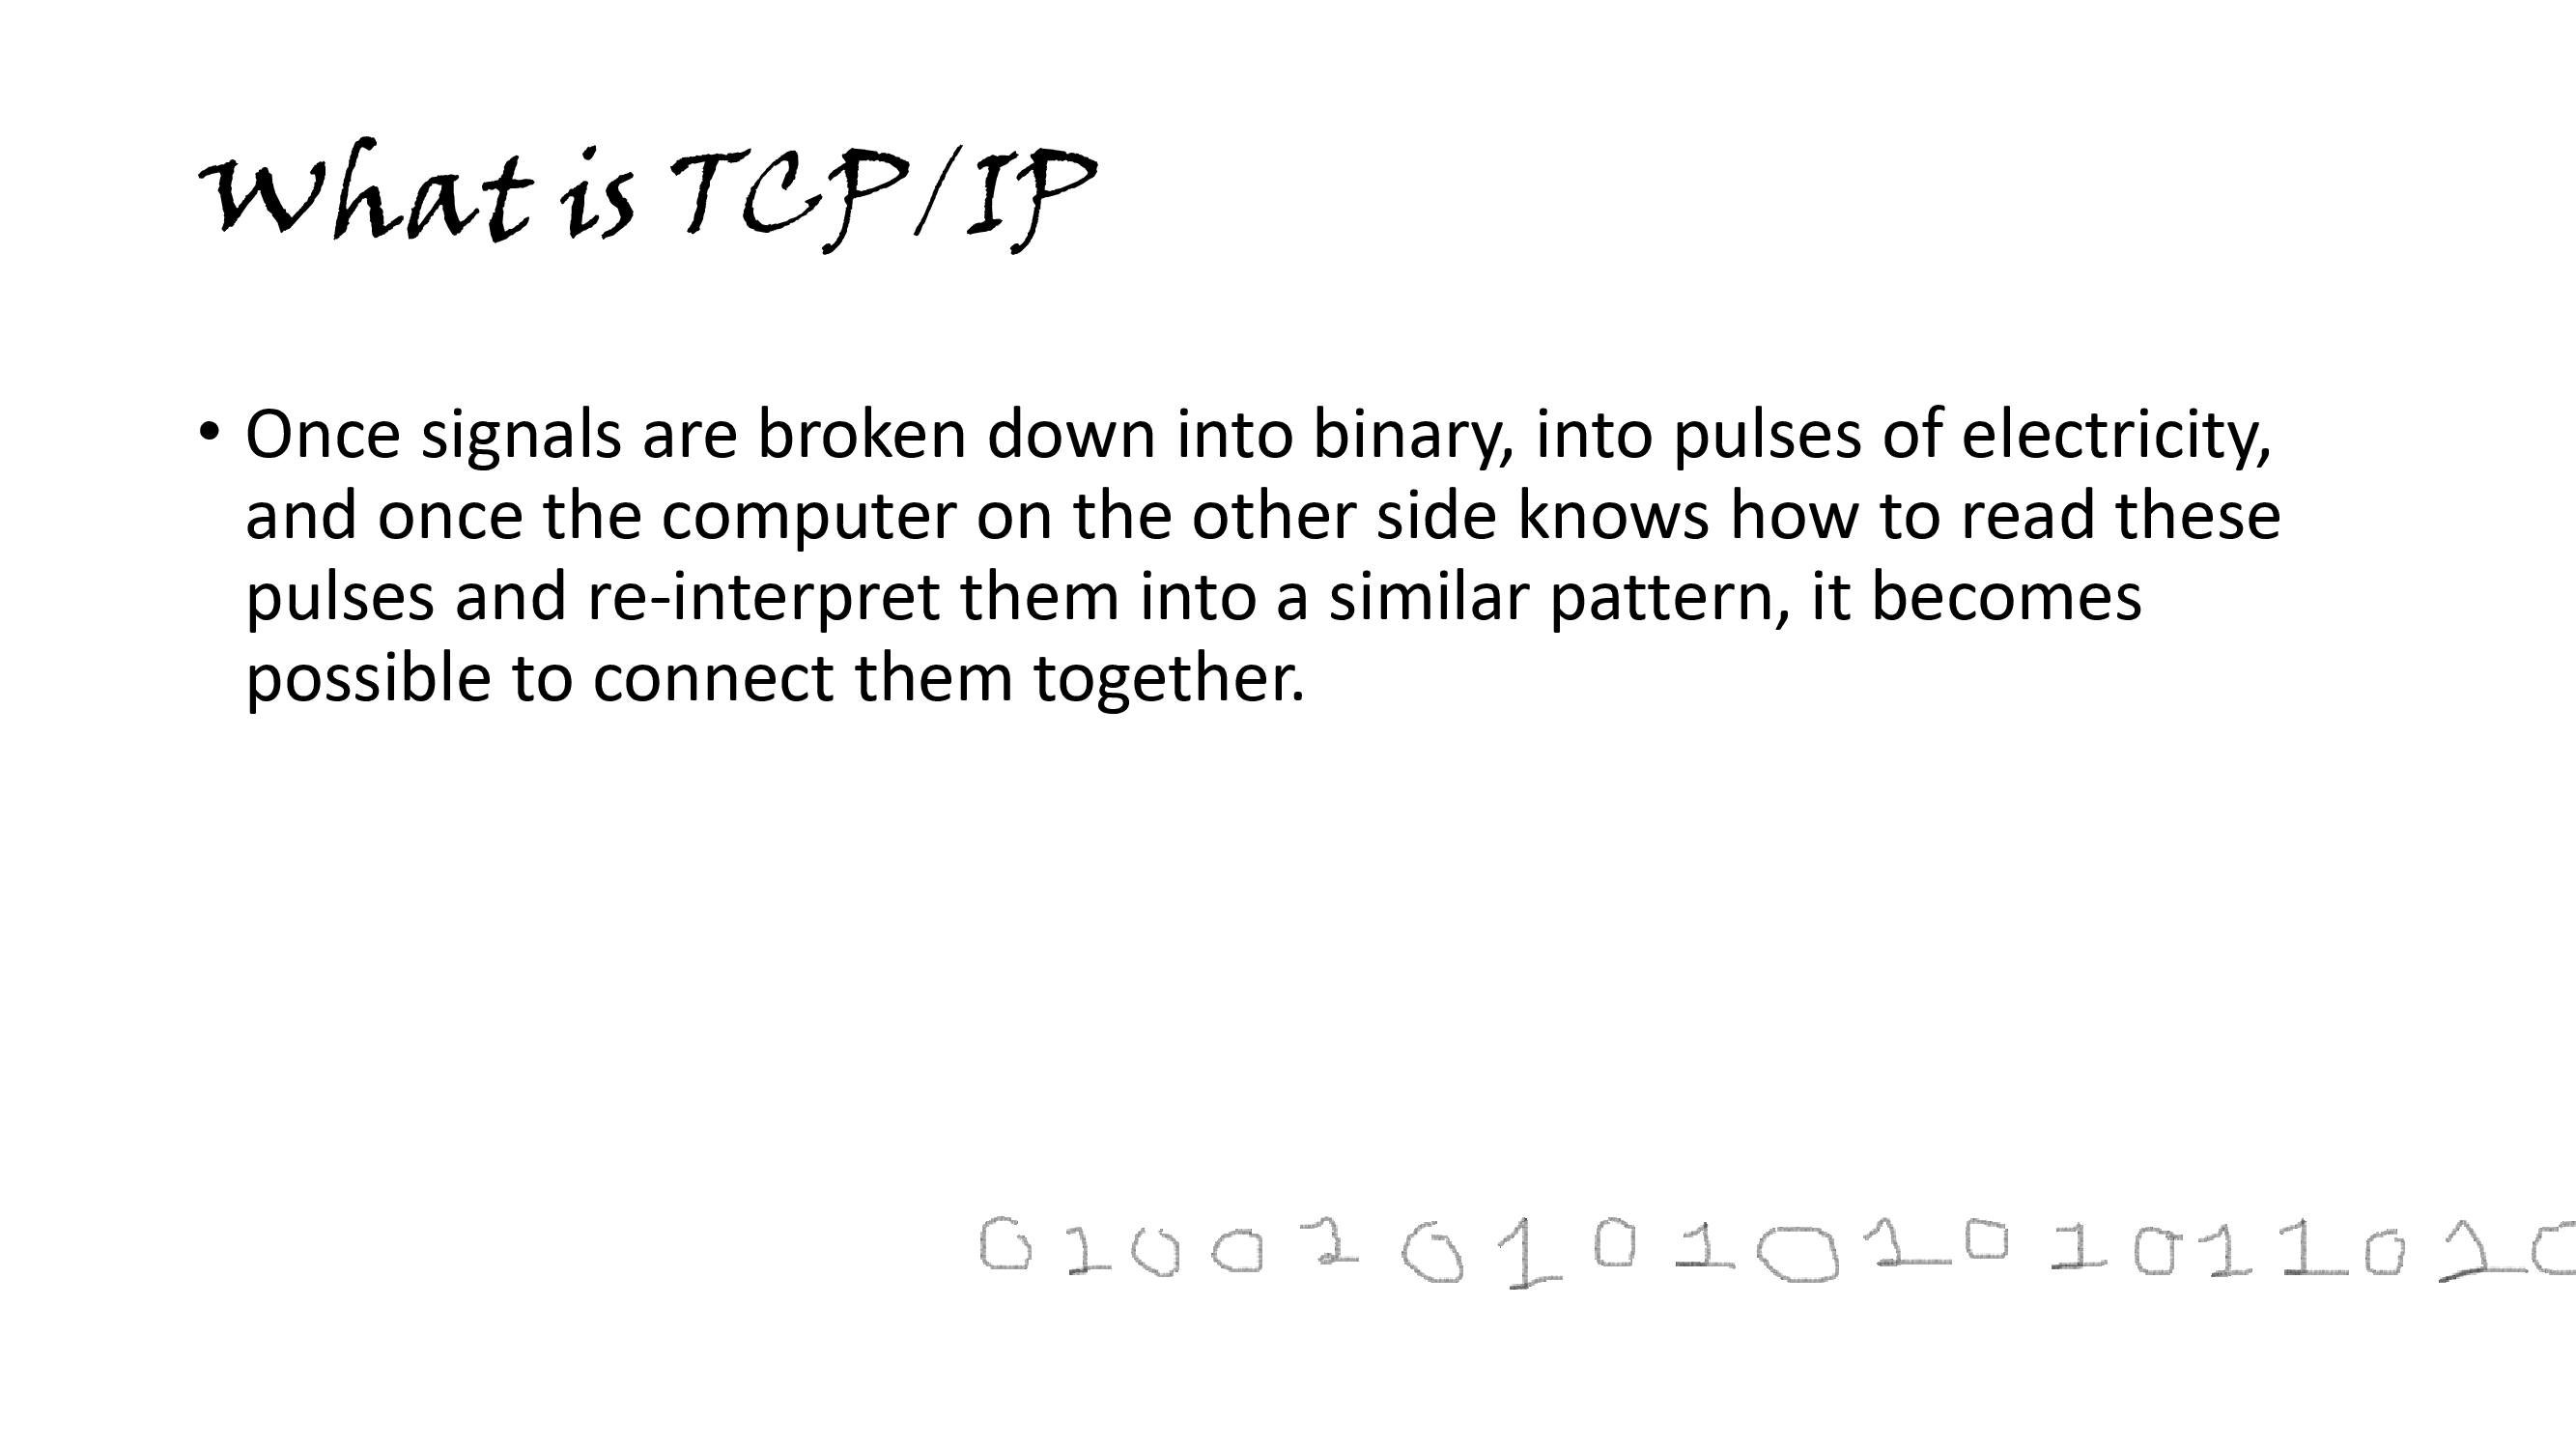 What is TCP/IP
• Once signals are broken down into binary, into pulses of electricity,
and once the computer on the other side knows how to read these
pulses and re-interpret them into a similar pattern, it becomes
possible to connect them together.
0100101010101011010